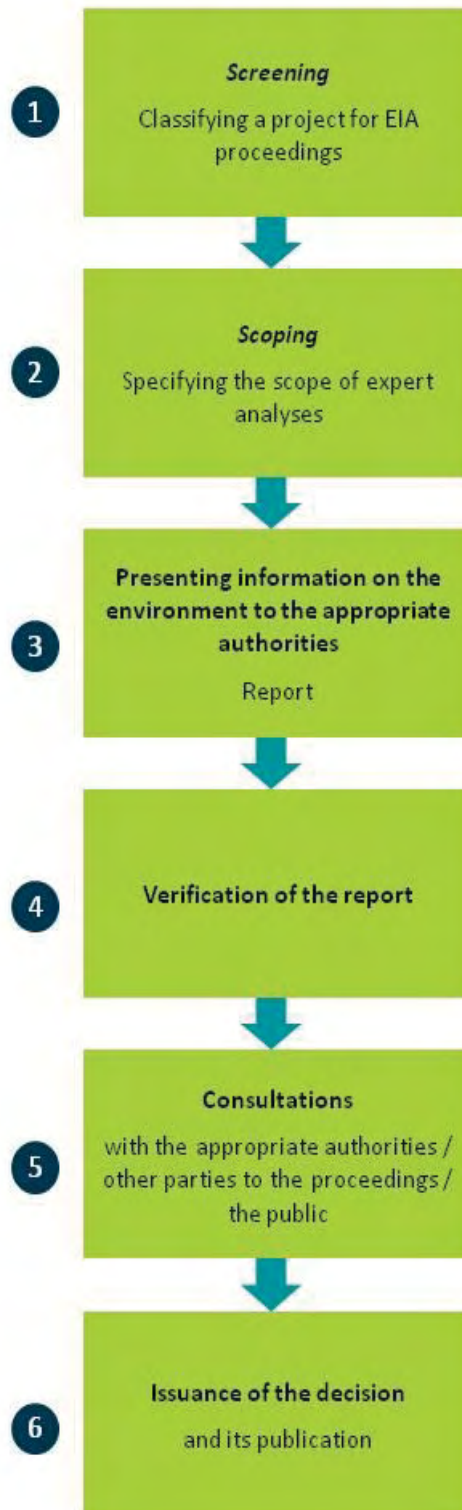 1
Screening
Classifying a project for EIA
proceedings
2
Scoping
Specifying the scope of expert
analyses
3
Presenting information on the
environment to the appropriate
authorities
Report
4
Verification of the report
5
Consultations
with the appropriate authorities /
other parties to the proceedings /
the public
6
Issuance of the decision
and its publication